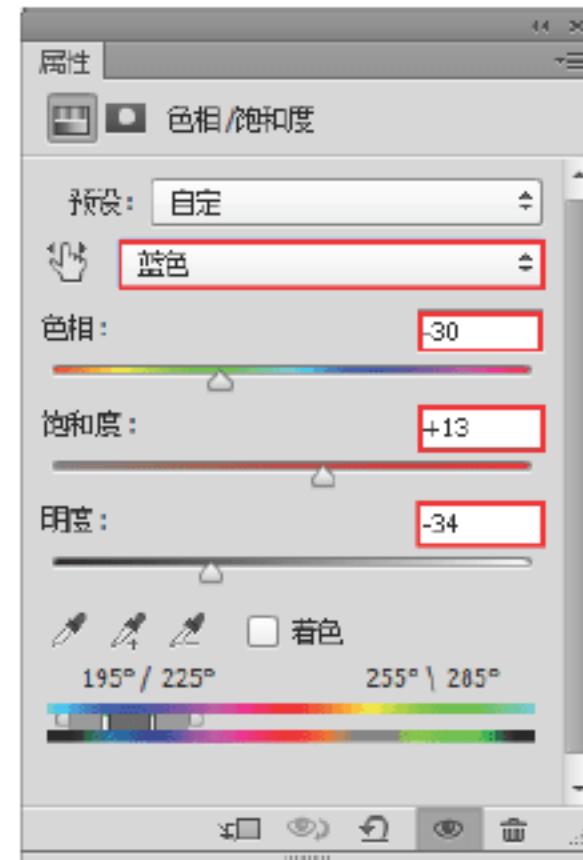 属性
色相/饱和度
预设: 自定
蓝色
色相: -30
饱和度: +13
明度: -34
着色
195°/ 225° 255°\ 285°